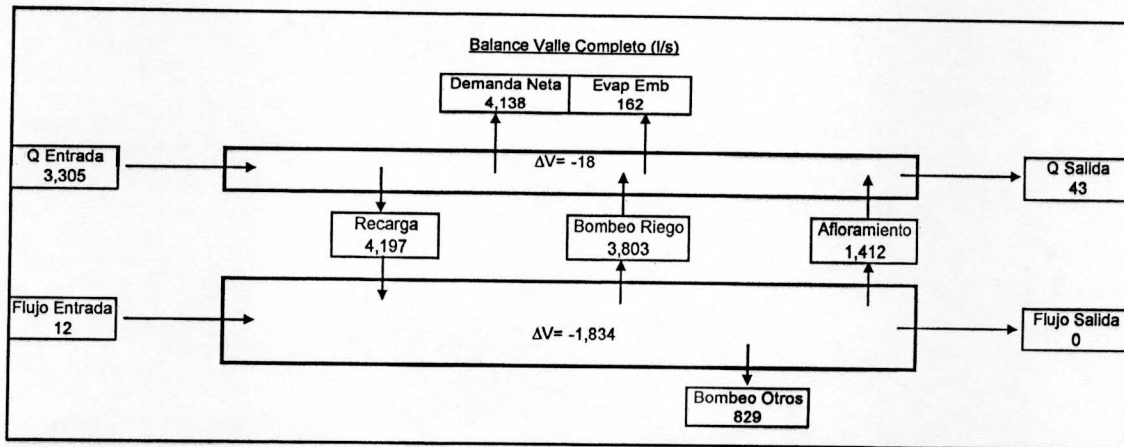 Balance Valle Completo (l/s)
Demanda Neta
4,138
Evap Emb
162
Q Entrada
3,305
ΔV= -18
Q Salida
43
Recarga
4,197
Bombeo Riego
3,803
Afloramiento
1,412
Flujo Entrada
12
ΔV= -1,834
Flujo Salida
0
Bombeo Otros
829